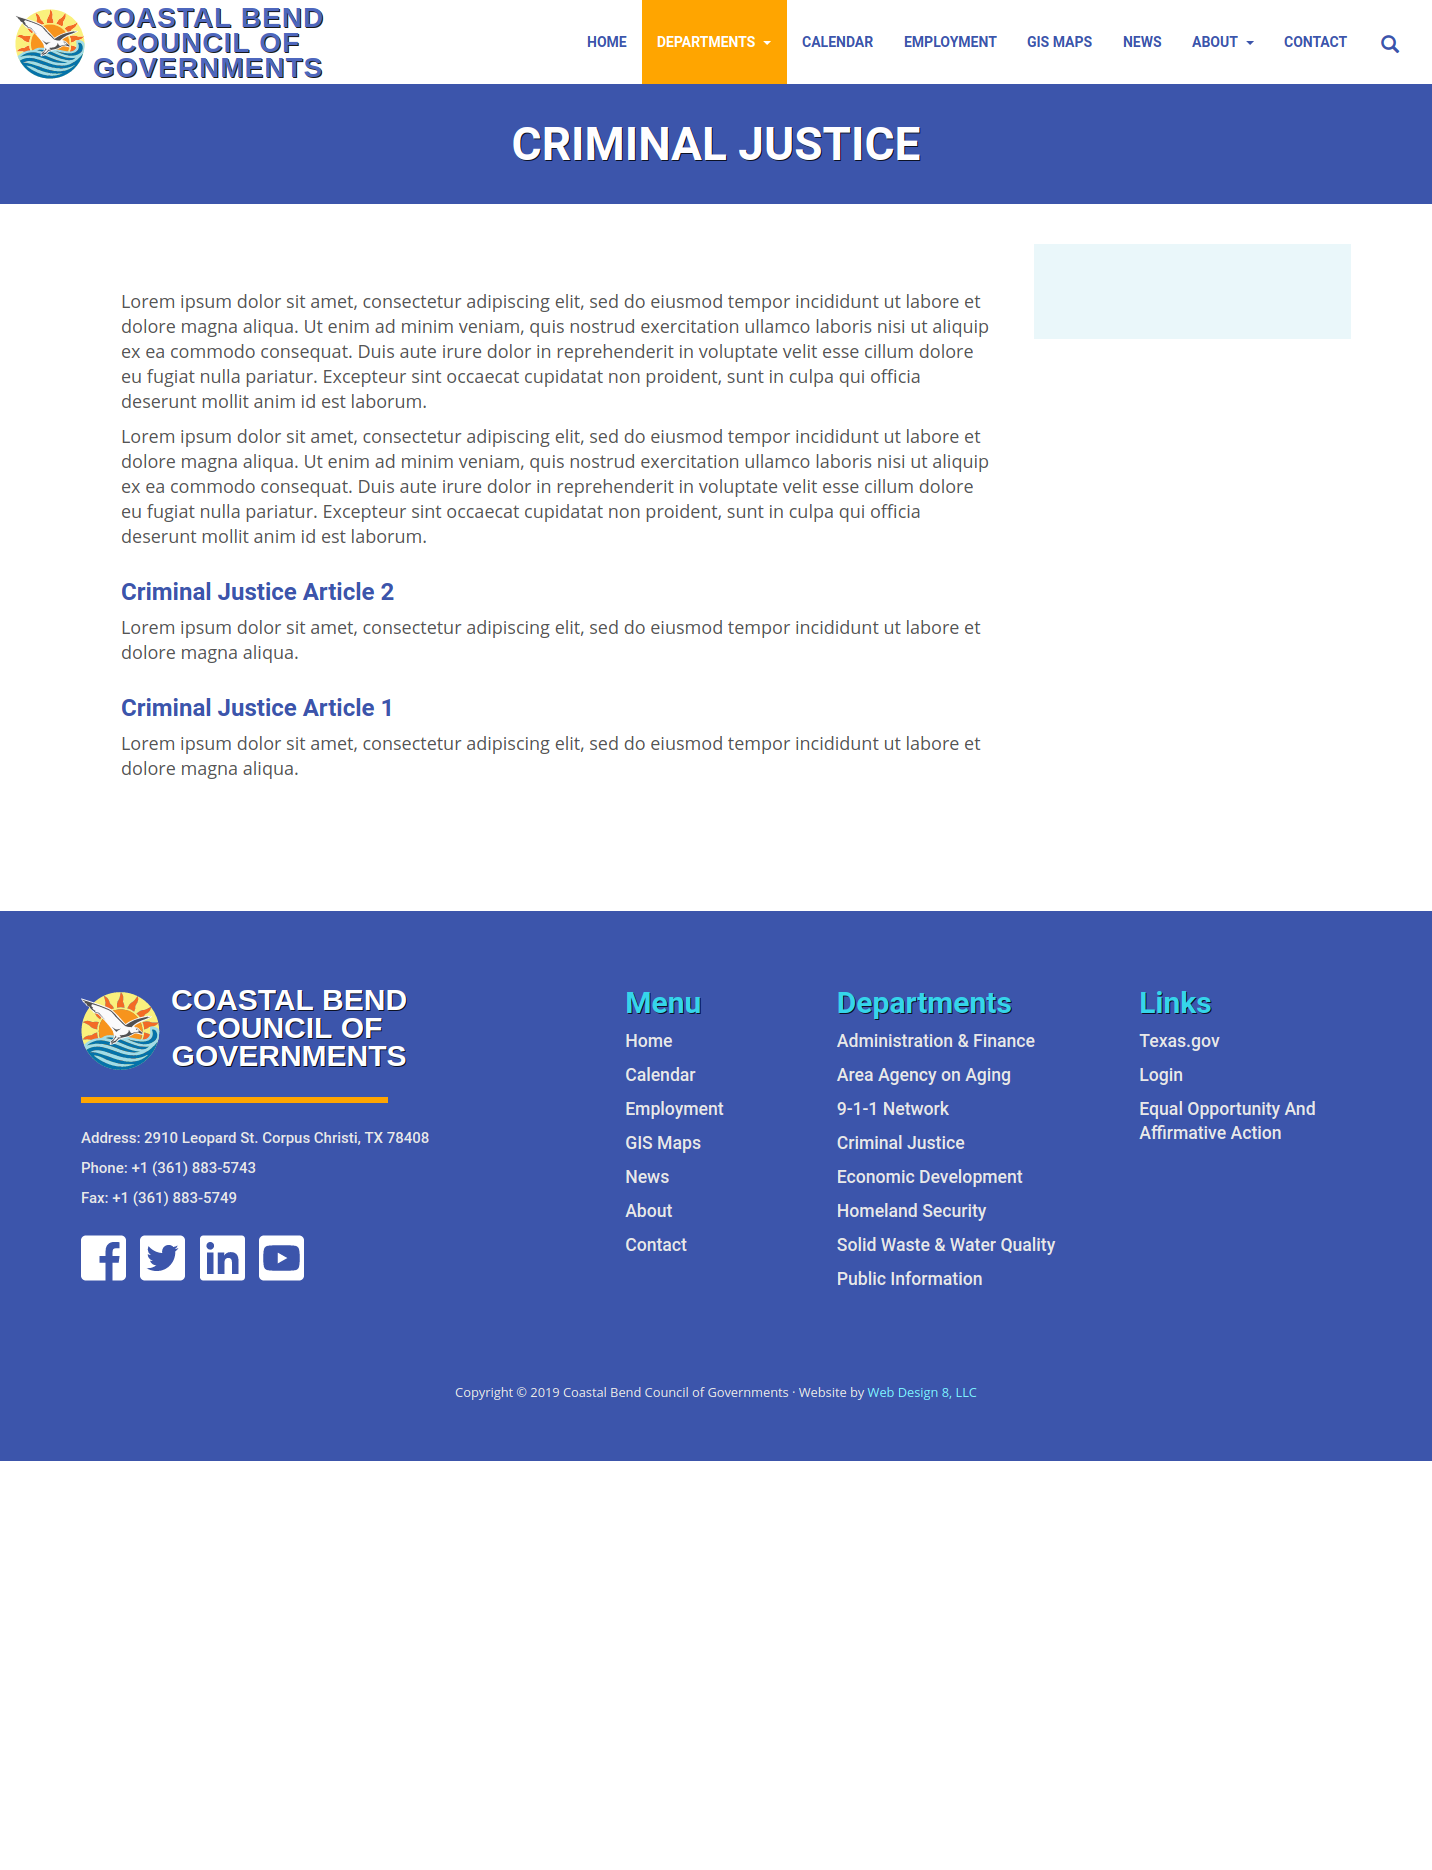 COASTAL BEND
COUNCIL OF
GOVERNMENTS
HOME DEPARTMENTS CALENDAR EMPLOYMENT GIS MAPS NEWS ABOUT CONTACT
CRIMINAL JUSTICE
Lorem ipsum dolor sit amet, consectetur adipiscing elit, sed do eiusmod tempor incididunt ut labore et
dolore magna aliqua. Ut enim ad minim veniam, quis nostrud exercitation ullamco laboris nisi ut aliquip
ex ea commodo consequat. Duis aute irure dolor in reprehenderit in voluptate velit esse cillum dolore
eu fugiat nulla pariatur. Excepteur sint occaecat cupidatat non proident, sunt in culpa qui officia
deserunt mollit anim id est laborum.
Lorem ipsum dolor sit amet, consectetur adipiscing elit, sed do eiusmod tempor incididunt ut labore et
dolore magna aliqua. Ut enim ad minim veniam, quis nostrud exercitation ullamco laboris nisi ut aliquip
ex ea commodo consequat. Duis aute irure dolor in reprehenderit in voluptate velit esse cillum dolore
eu fugiat nulla pariatur. Excepteur sint occaecat cupidatat non proident, sunt in culpa qui officia
deserunt mollit anim id est laborum.
Criminal Justice Article 2
Lorem ipsum dolor sit amet, consectetur adipiscing elit, sed do eiusmod tempor incididunt ut labore et
dolore magna aliqua.
Criminal Justice Article 1
Lorem ipsum dolor sit amet, consectetur adipiscing elit, sed do eiusmod tempor incididunt ut labore et
dolore magna aliqua.
COASTAL BEND
COUNCIL OF
GOVERNMENTS
Address: 2910 Leopard St. Corpus Christi, TX 78408
Phone: +1 (361) 883-5743
Fax: +1 (361) 883-5749
Menu
Home
Calendar
Employment
GIS Maps
News
About
Contact
Departments
Administration & Finance
Area Agency on Aging
9-1-1 Network
Criminal Justice
Economic Development
Homeland Security
Solid Waste & Water Quality
Public Information
Links
Texas.gov
Login
Equal Opportunity And
Affirmative Action
Copyright © 2019 Coastal Bend Council of Governments · Website by Web Design 8, LLC